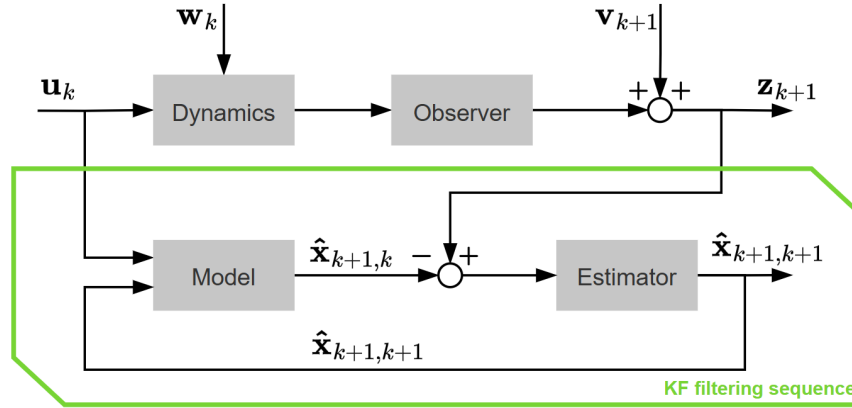 w_k
v_{k+1}
u_k
+ +
z_{k+1}
Dynamics
Observer
x̂_{k+1,k}
− +
x̂_{k+1,k+1}
Model
Estimator
x̂_{k+1,k+1}
KF filtering sequence